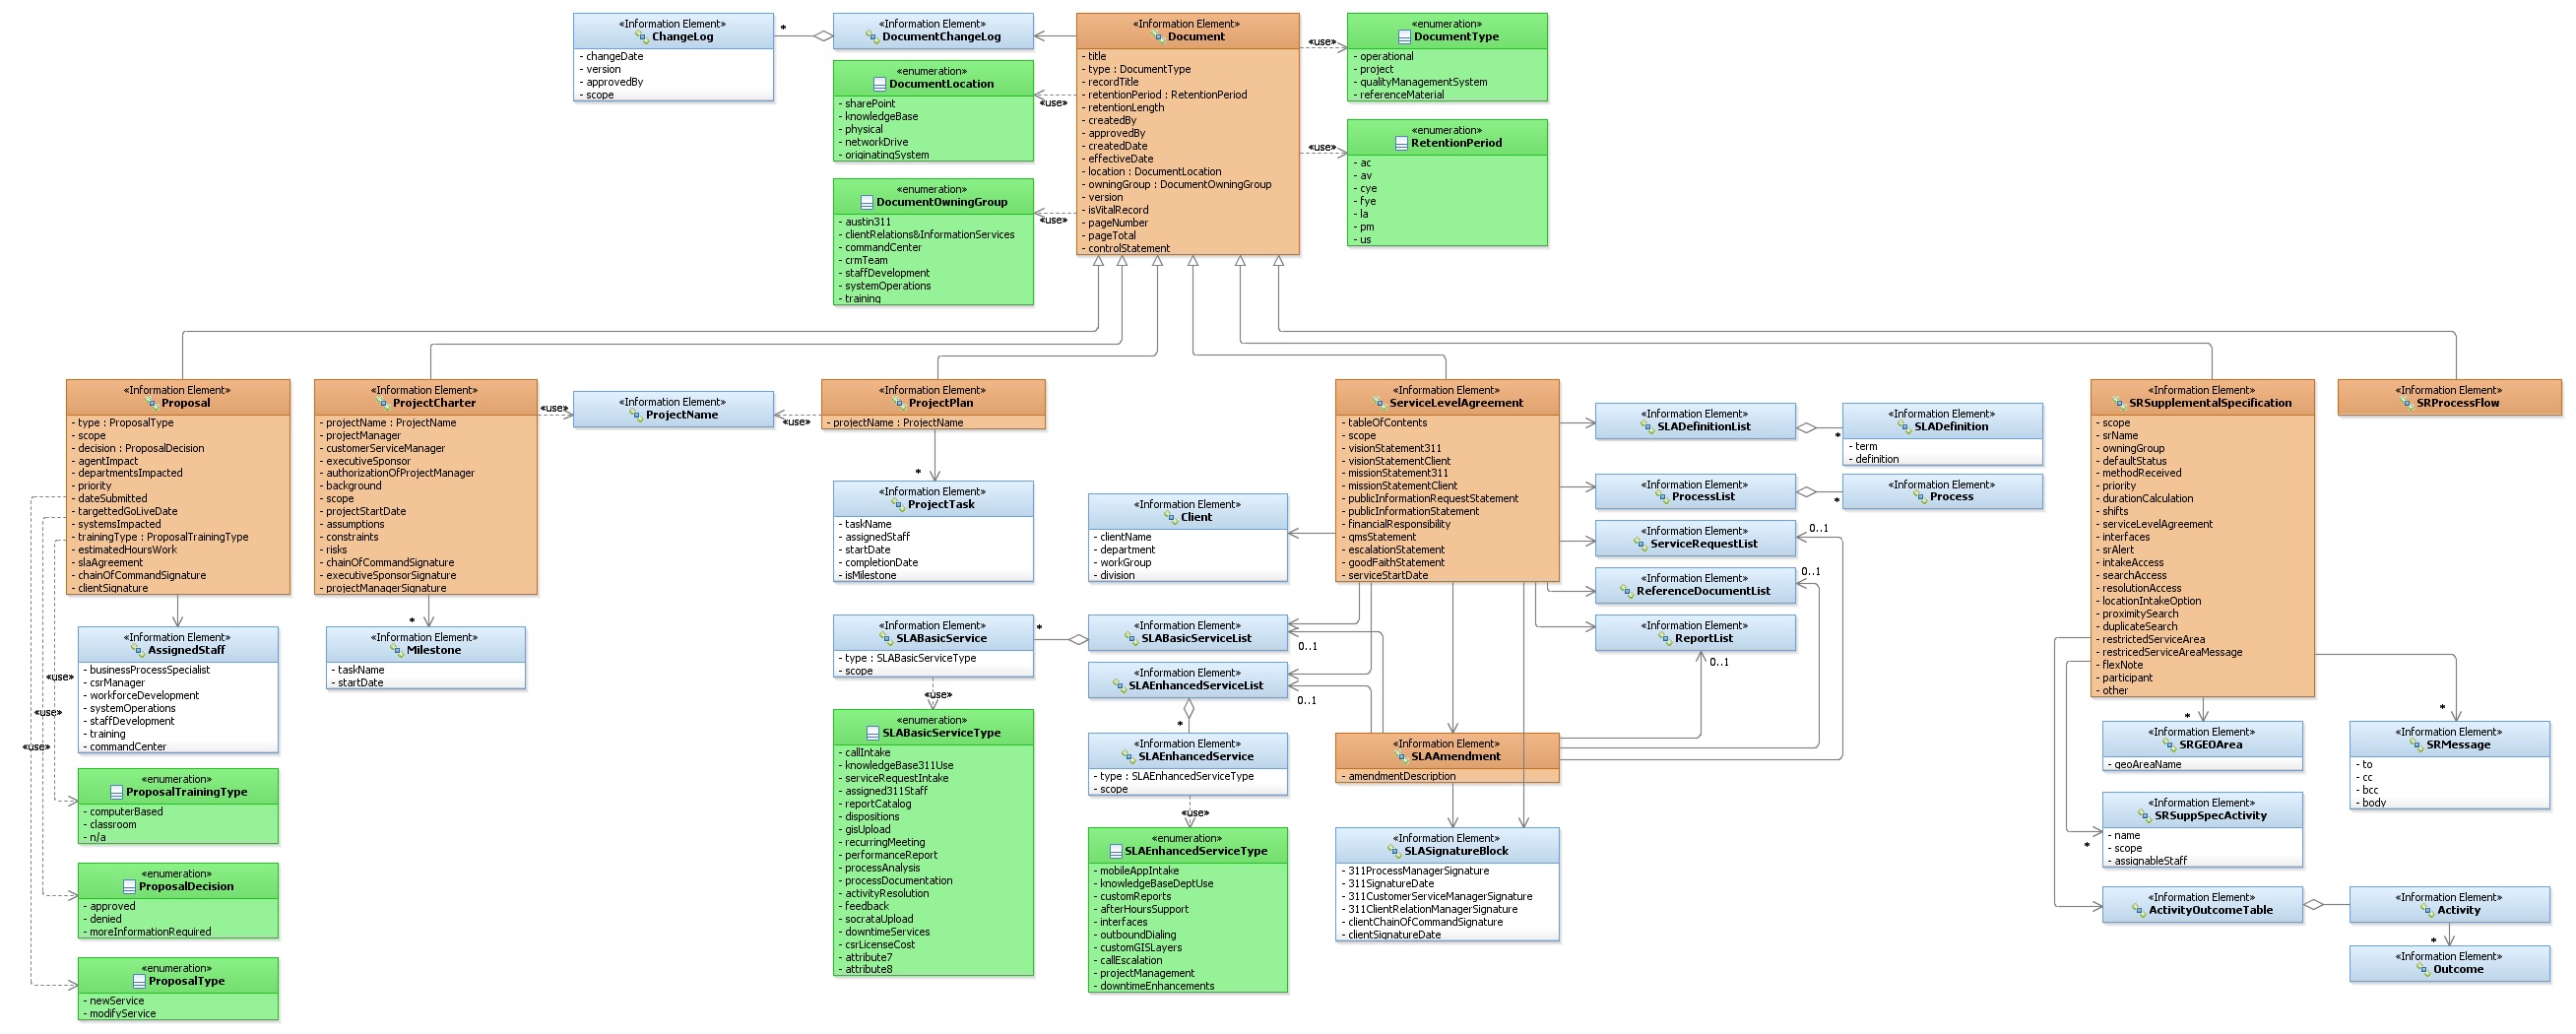 «Information Element»
ChangeLog
- changeDate
- version
- approvedBy
- scope
*
«Information Element»
DocumentChangeLog
«enumeration»
DocumentLocation
- sharePoint
- knowledgeBase
- physical
- networkDrive
- originatingSystem
«use»
«enumeration»
DocumentOwningGroup
- austin311
- clientRelations&InformationServices
- commandCenter
- crmTeam
- staffDevelopment
- systemOperations
- training
«use»
«Information Element»
Document
- title
- type : DocumentType
- recordTitle
- retentionPeriod : RetentionPeriod
- retentionLength
- createdBy
- approvedBy
- createdDate
- effectiveDate
- location : DocumentLocation
- owningGroup : DocumentOwningGroup
- version
- isVitalRecord
- pageNumber
- pageTotal
- controlStatement
«use»
«enumeration»
DocumentType
- operational
- project
- qualityManagementSystem
- referenceMaterial
«use»
«enumeration»
RetentionPeriod
- ac
- av
- cye
- fye
- la
- pm
- us
«Information Element»
Proposal
- type : ProposalType
- scope
- decision : ProposalDecision
- agentImpact
- departmentsImpacted
- priority
- dateSubmitted
- targettedGoLiveDate
- systemsImpacted
- trainingType : ProposalTrainingType
- estimatedHoursWork
- slaAgreement
- chainOfCommandSignature
- clientSignature
«Information Element»
AssignedStaff
- businessProcessSpecialist
- csrManager
- workforceDevelopment
- systemOperations
- staffDevelopment
- training
- commandCenter
«use»
«use»
«use»
«enumeration»
ProposalTrainingType
- computerBased
- classroom
- n/a
«enumeration»
ProposalDecision
- approved
- denied
- moreInformationRequired
«enumeration»
ProposalType
- newService
- modifyService
«Information Element»
ProjectCharter
- projectName : ProjectName
- projectManager
- customerServiceManager
- executiveSponsor
- authorizationOfProjectManager
- background
- scope
- projectStartDate
- assumptions
- constraints
- risks
- chainOfCommandSignature
- executiveSponsorSignature
- projectManagerSignature
*
«Information Element»
Milestone
- taskName
- startDate
«use»
«Information Element»
ProjectName
«use»
«Information Element»
ProjectPlan
- projectName : ProjectName
*
«Information Element»
ProjectTask
- taskName
- assignedStaff
- startDate
- completionDate
- isMilestone
«Information Element»
Client
- clientName
- department
- workGroup
- division
«Information Element»
SLABasicService
- type : SLABasicServiceType
- scope
*
«Information Element»
SLABasicServiceList
0..1
«use»
«enumeration»
SLABasicServiceType
- callIntake
- knowledgeBase311Use
- serviceRequestIntake
- assigned311Staff
- reportCatalog
- dispositions
- gisUpload
- recurringMeeting
- performanceReport
- processAnalysis
- processDocumentation
- activityResolution
- feedback
- socrataUpload
- downtimeServices
- csrLicenseCost
- attribute7
- attribute8
«Information Element»
SLAEnhancedServiceList
0..1
*
«Information Element»
SLAEnhancedService
- type : SLAEnhancedServiceType
- scope
«use»
«enumeration»
SLAEnhancedServiceType
- mobileAppIntake
- knowledgeBaseDeptUse
- customReports
- afterHoursSupport
- interfaces
- outboundDialing
- customGISLayers
- callEscalation
- projectManagement
- downtimeEnhancements
«Information Element»
ServiceLevelAgreement
- tableOfContents
- scope
- visionStatement311
- visionStatementClient
- missionStatement311
- missionStatementClient
- publicInformationRequestStatement
- publicInformationStatement
- financialResponsibility
- qmsStatement
- escalationStatement
- goodFaithStatement
- serviceStartDate
«Information Element»
SLAAmendment
- amendmentDescription
«Information Element»
SLASignatureBlock
- 311ProcessManagerSignature
- 311SignatureDate
- 311CustomerServiceManagerSignature
- 311ClientRelationManagerSignature
- clientChainOfCommandSignature
- clientSignatureDate
«Information Element»
SLADefinitionList
*
«Information Element»
SLADefinition
- term
- definition
«Information Element»
ProcessList
*
«Information Element»
Process
«Information Element»
ServiceRequestList
0..1
«Information Element»
ReferenceDocumentList
0..1
«Information Element»
ReportList
0..1
«Information Element»
SRSupplementalSpecification
- scope
- srName
- owningGroup
- defaultStatus
- methodReceived
- priority
- durationCalculation
- shifts
- serviceLevelAgreement
- interfaces
- srAlert
- intakeAccess
- searchAccess
- resolutionAccess
- locationIntakeOption
- proximitySearch
- duplicateSearch
- restrictedServiceArea
- restricedServiceAreaMessage
- flexNote
- participant
- other
«Information Element»
SRProcessFlow
*
«Information Element»
SRGEOArea
- geoAreaName
*
«Information Element»
SRMessage
- to
- cc
- bcc
- body
*
«Information Element»
SRSuppSpecActivity
- name
- scope
- assignableStaff
«Information Element»
ActivityOutcomeTable
«Information Element»
Activity
*
«Information Element»
Outcome